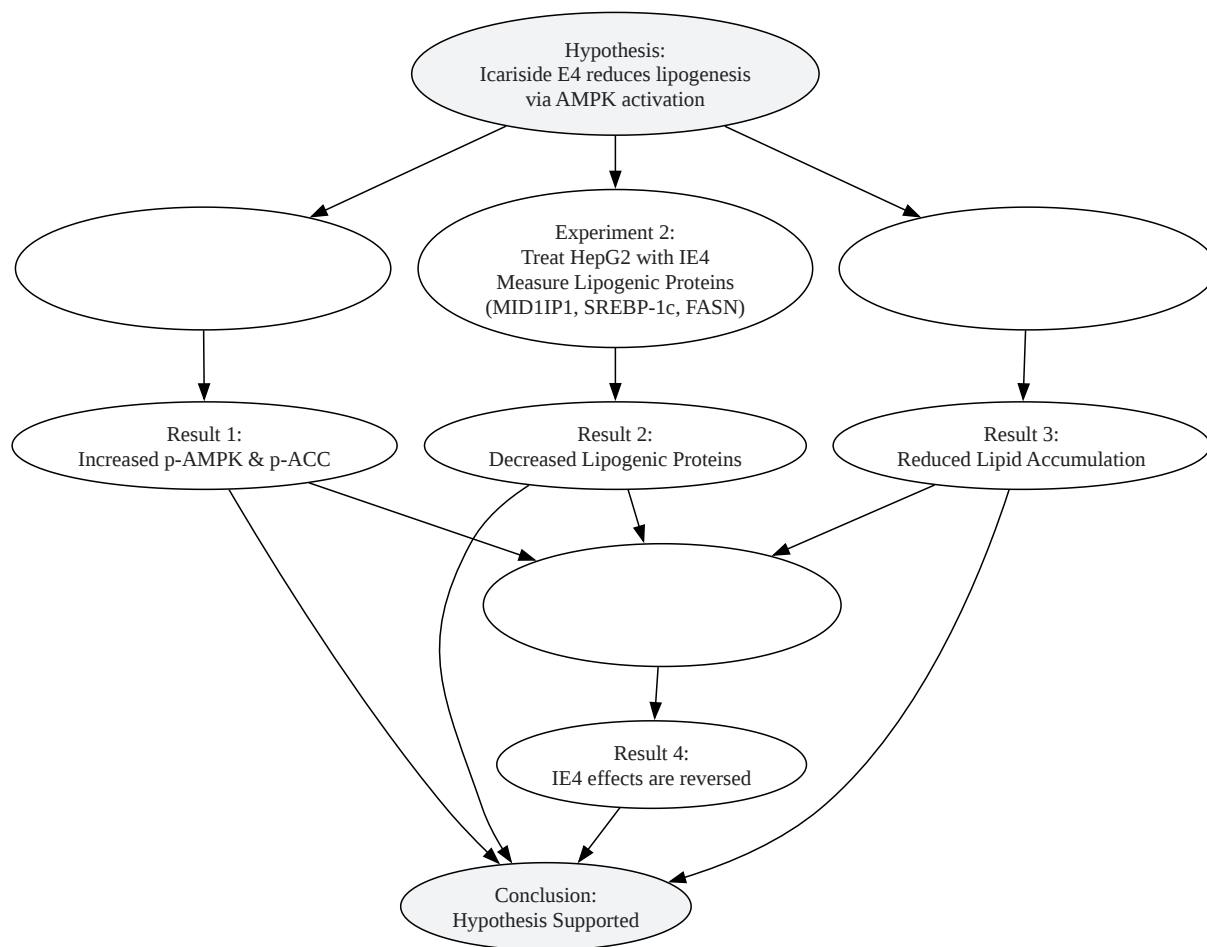 Hypothesis:
Icariside E4 reduces lipogenesis
via AMPK activation
Experiment 2:
Treat HepG2 with IE4
Measure Lipogenic Proteins
(MID1IP1, SREBP-1c, FASN)
Result 1:
Increased p-AMPK & p-ACC
Result 2:
Decreased Lipogenic Proteins
Result 3:
Reduced Lipid Accumulation
Result 4:
IE4 effects are reversed
Conclusion:
Hypothesis Supported